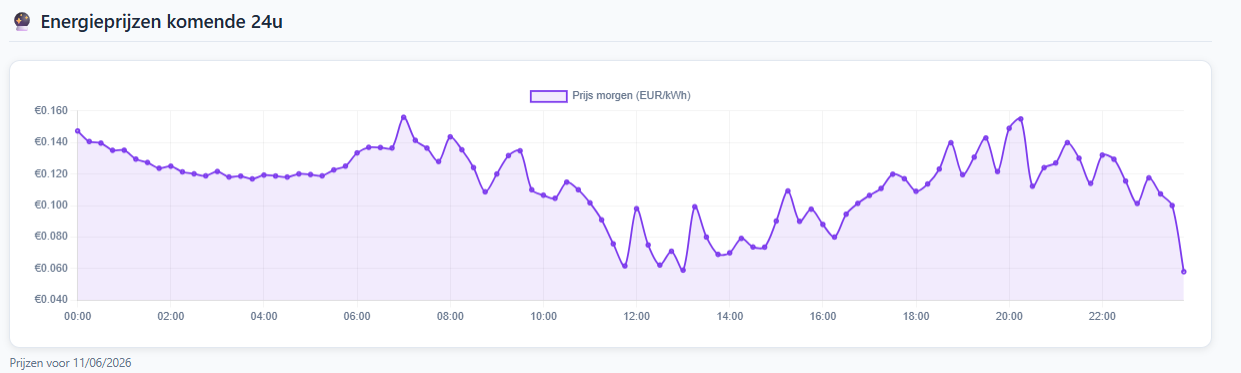 Energieprijzen komende 24u
Prijs morgen (EUR/kWh)
€0.160
€0.140
€0.120
€0.100
€0.080
€0.060
€0.040
00:00 02:00 04:00 06:00 08:00 10:00 12:00 14:00 16:00 18:00 20:00 22:00
Prijzen voor 11/06/2026